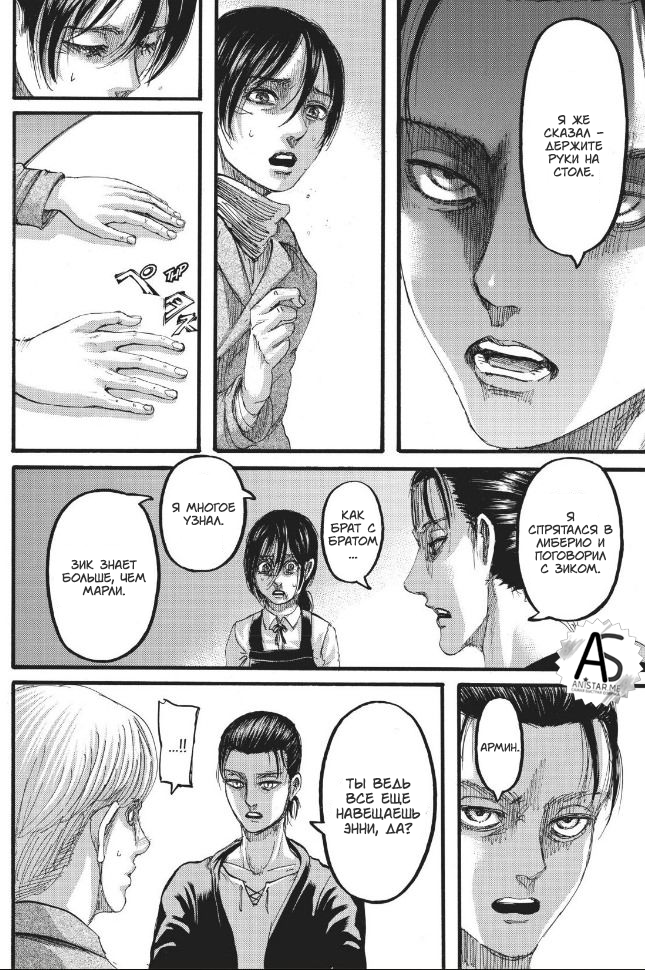 Я ЖЕ
СКАЗАЛ –
ДЕРЖИТЕ
РУКИ НА
СТОЛЕ.
Я
СПРЯТАЛСЯ В
ЛИБЕРИО И
ПОГОВОРИЛ
С ЗИКОМ.
КАК
БРАТ С
БРАТОМ
...
Я МНОГОЕ
УЗНАЛ.
ЗИК ЗНАЕТ
БОЛЬШЕ, ЧЕМ
МАРЛИ.
AS
ANISTAR.ME
АРМИН.
ТЫ ВЕДЬ
ВСЕ ЕЩЕ
НАВЕЩАЕШЬ
ЭННИ, ДА?
...!!